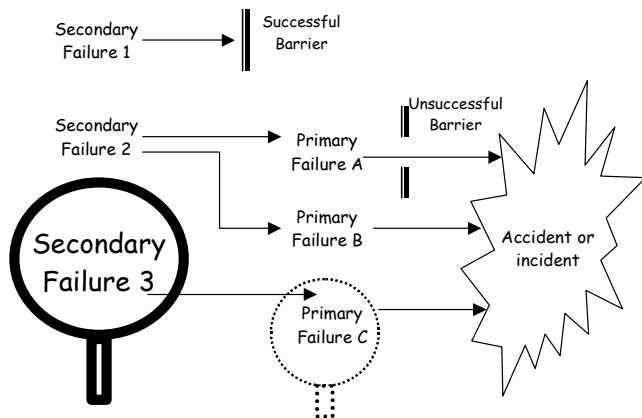 Secondary
Failure 1
Successful
Barrier
Secondary
Failure 2
Primary
Failure A
Unsuccessful
Barrier
Primary
Failure B
Accident or
incident
Secondary
Failure 3
Primary
Failure C